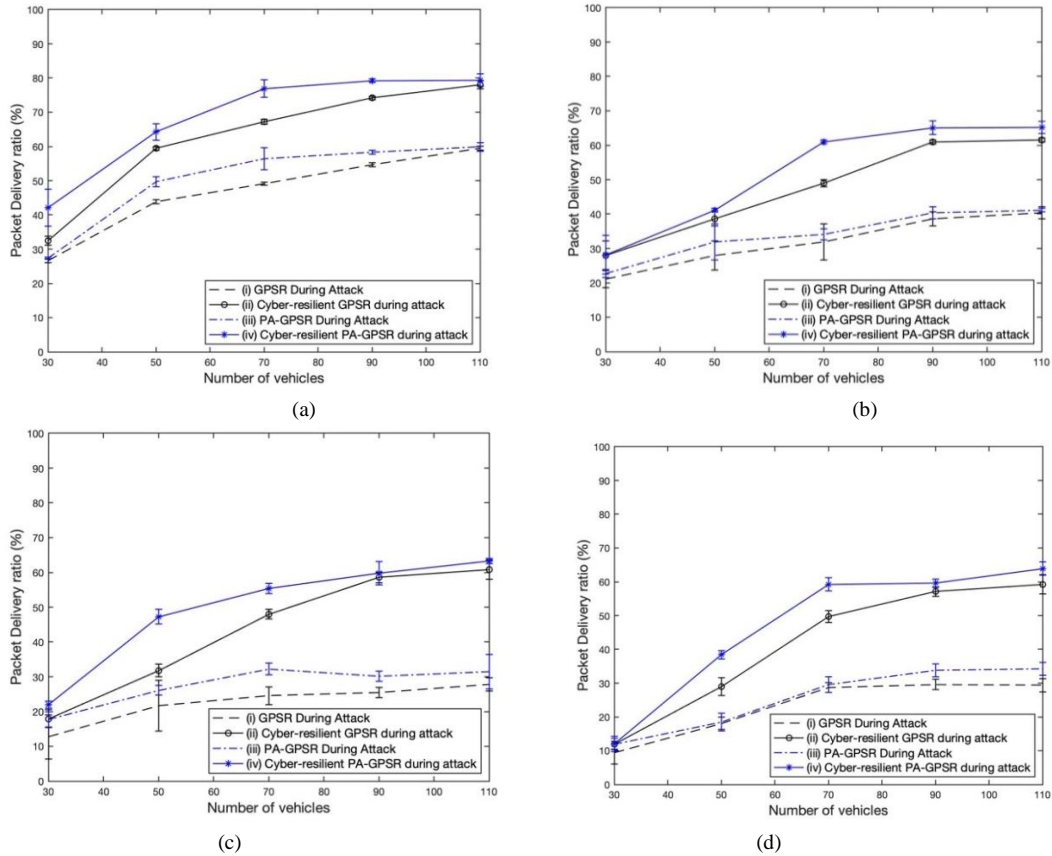 100
90
80
70
60
50
40
30
20
10
0
Packet Delivery ratio (%)
(i) GPSR During Attack
(ii) Cyber-resilient GPSR during attack
(iii) PA-GPSR During Attack
(iv) Cyber-resilient PA-GPSR during attack
30 40 50 60 70 80 90 100 110
Number of vehicles
(a)
100
90
80
70
60
50
40
30
20
10
0
Packet Delivery ratio (%)
(i) GPSR During Attack
(ii) Cyber-resilient GPSR during attack
(iii) PA-GPSR During Attack
(iv) Cyber-resilient PA-GPSR during attack
30 40 50 60 70 80 90 100 110
Number of vehicles
(b)
100
90
80
70
60
50
40
30
20
10
0
Packet Delivery ratio (%)
(i) GPSR During Attack
(ii) Cyber-resilient GPSR during attack
(iii) PA-GPSR During Attack
(iv) Cyber-resilient PA-GPSR during attack
30 40 50 60 70 80 90 100 110
Number of vehicles
(c)
100
90
80
70
60
50
40
30
20
10
0
Packet Delivery ratio (%)
(i) GPSR During Attack
(ii) Cyber-resilient GPSR during attack
(iii) PA-GPSR During Attack
(iv) Cyber-resilient PA-GPSR during attack
30 40 50 60 70 80 90 100 110
Number of vehicles
(d)